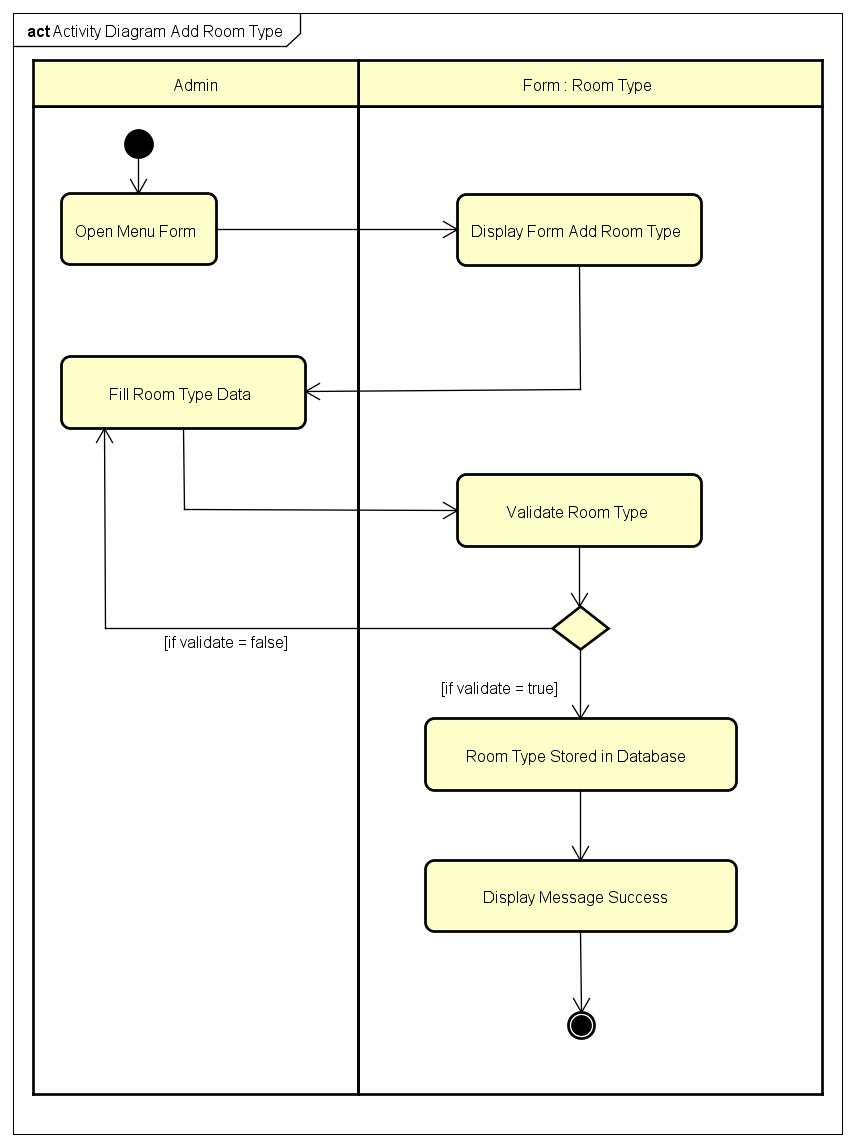 act Activity Diagram Add Room Type
Admin
Form : Room Type
Open Menu Form
Display Form Add Room Type
Fill Room Type Data
Validate Room Type
[if validate = false]
[if validate = true]
Room Type Stored in Database
Display Message Success